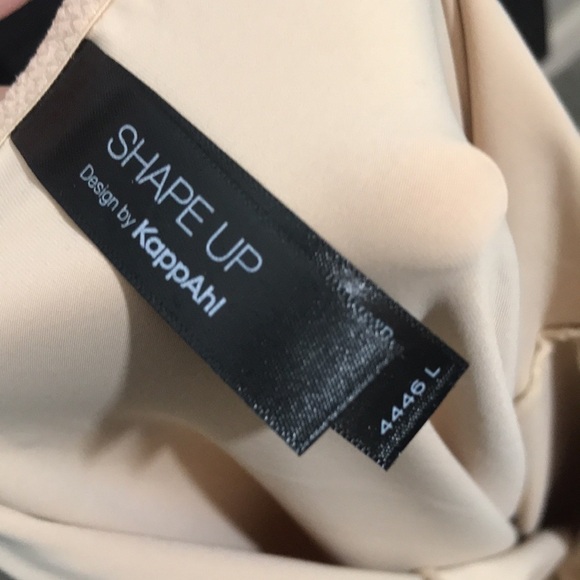 SHAPE UP
Design by KappAhl
4446 L